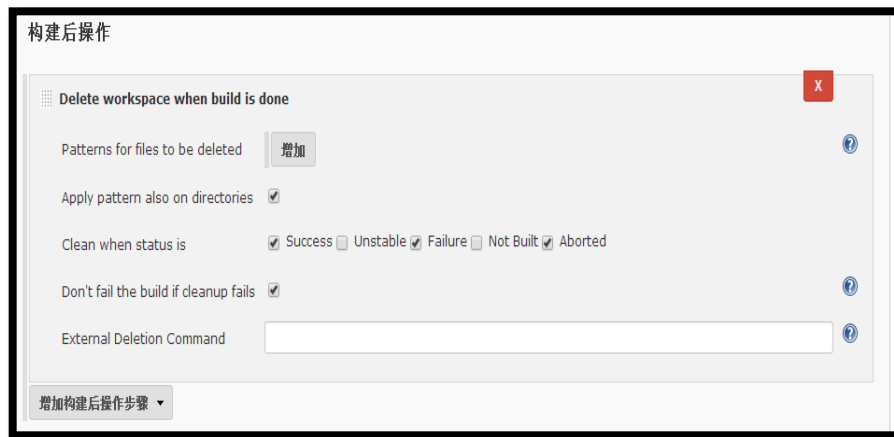 构建后操作
Delete workspace when build is done
X
Patterns for files to be deleted 增加
Apply pattern also on directories
Clean when status is Success Unstable Failure Not Built Aborted
Don't fail the build if cleanup fails
External Deletion Command
增加构建后操作步骤